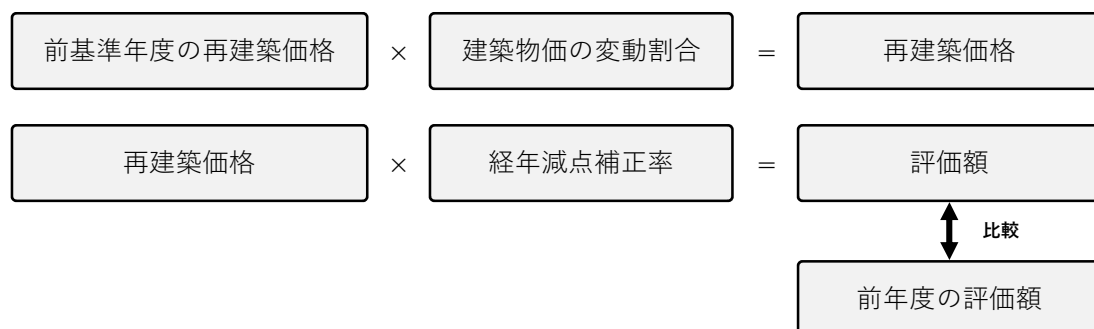 前基準年度の再建築価格 × 建築物価の変動割合 = 再建築価格
再建築価格 × 経年減点補正率 = 評価額
比較
前年度の評価額